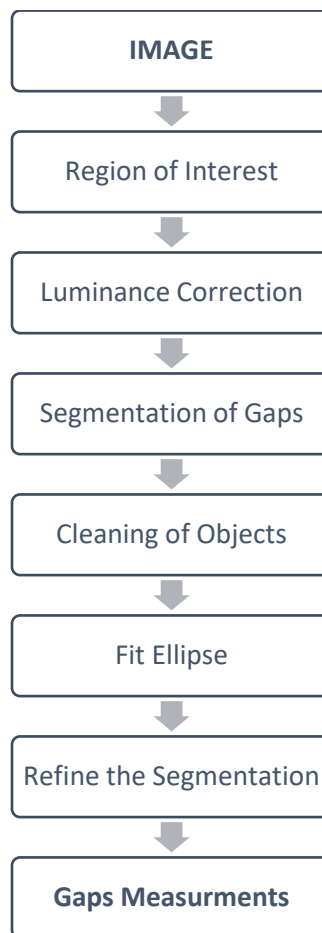 IMAGE
Region of Interest
Luminance Correction
Segmentation of Gaps
Cleaning of Objects
Fit Ellipse
Refine the Segmentation
Gaps Measurments